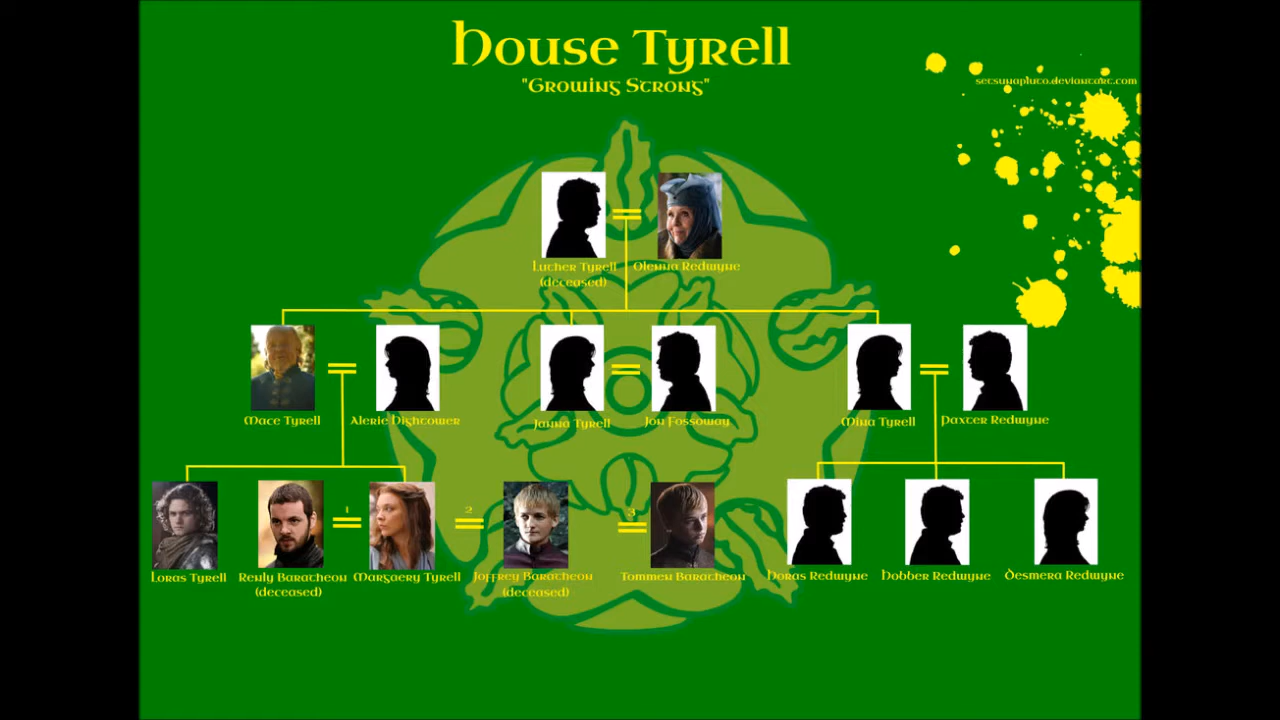 House Tyrell
"Growing Strong"
setsunapluto.deviantart.com
Luther Tyrell
(deceased)
Olenna Redwyne
Mace Tyrell
Alerie Hightower
Janna Tyrell
Jon Fossoway
Mina Tyrell
Paxter Redwyne
1
2
3
Loras Tyrell
Renly Baratheon
(deceased)
Margaery Tyrell
Joffrey Baratheon
(deceased)
Tommen Baratheon
Horas Redwyne
Hobber Redwyne
Desmera Redwyne